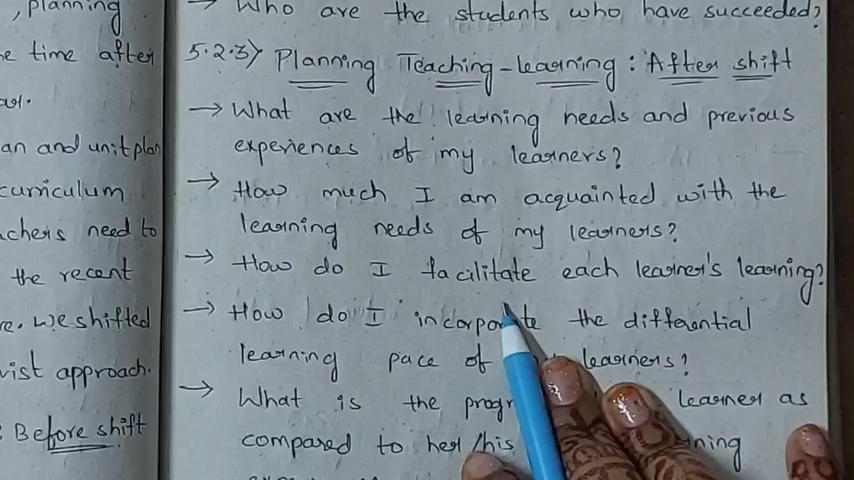 , planning
e time after
an and unit plan
curriculum
chers need to
the recent
re. We shifted
vist approach.
: Before shift
→ Who are the students who have succeeded?
5.2.3) Planning Teaching-learning : After shift
→ What are the learning needs and previous
experiences of my learners?
→ How much I am acquainted with the
learning needs of my learners?
→ How do I facilitate each learner's learning?
→ How do I incorporate the differential
learning pace of learners?
→ What is the progr learner as
compared to her/his ning